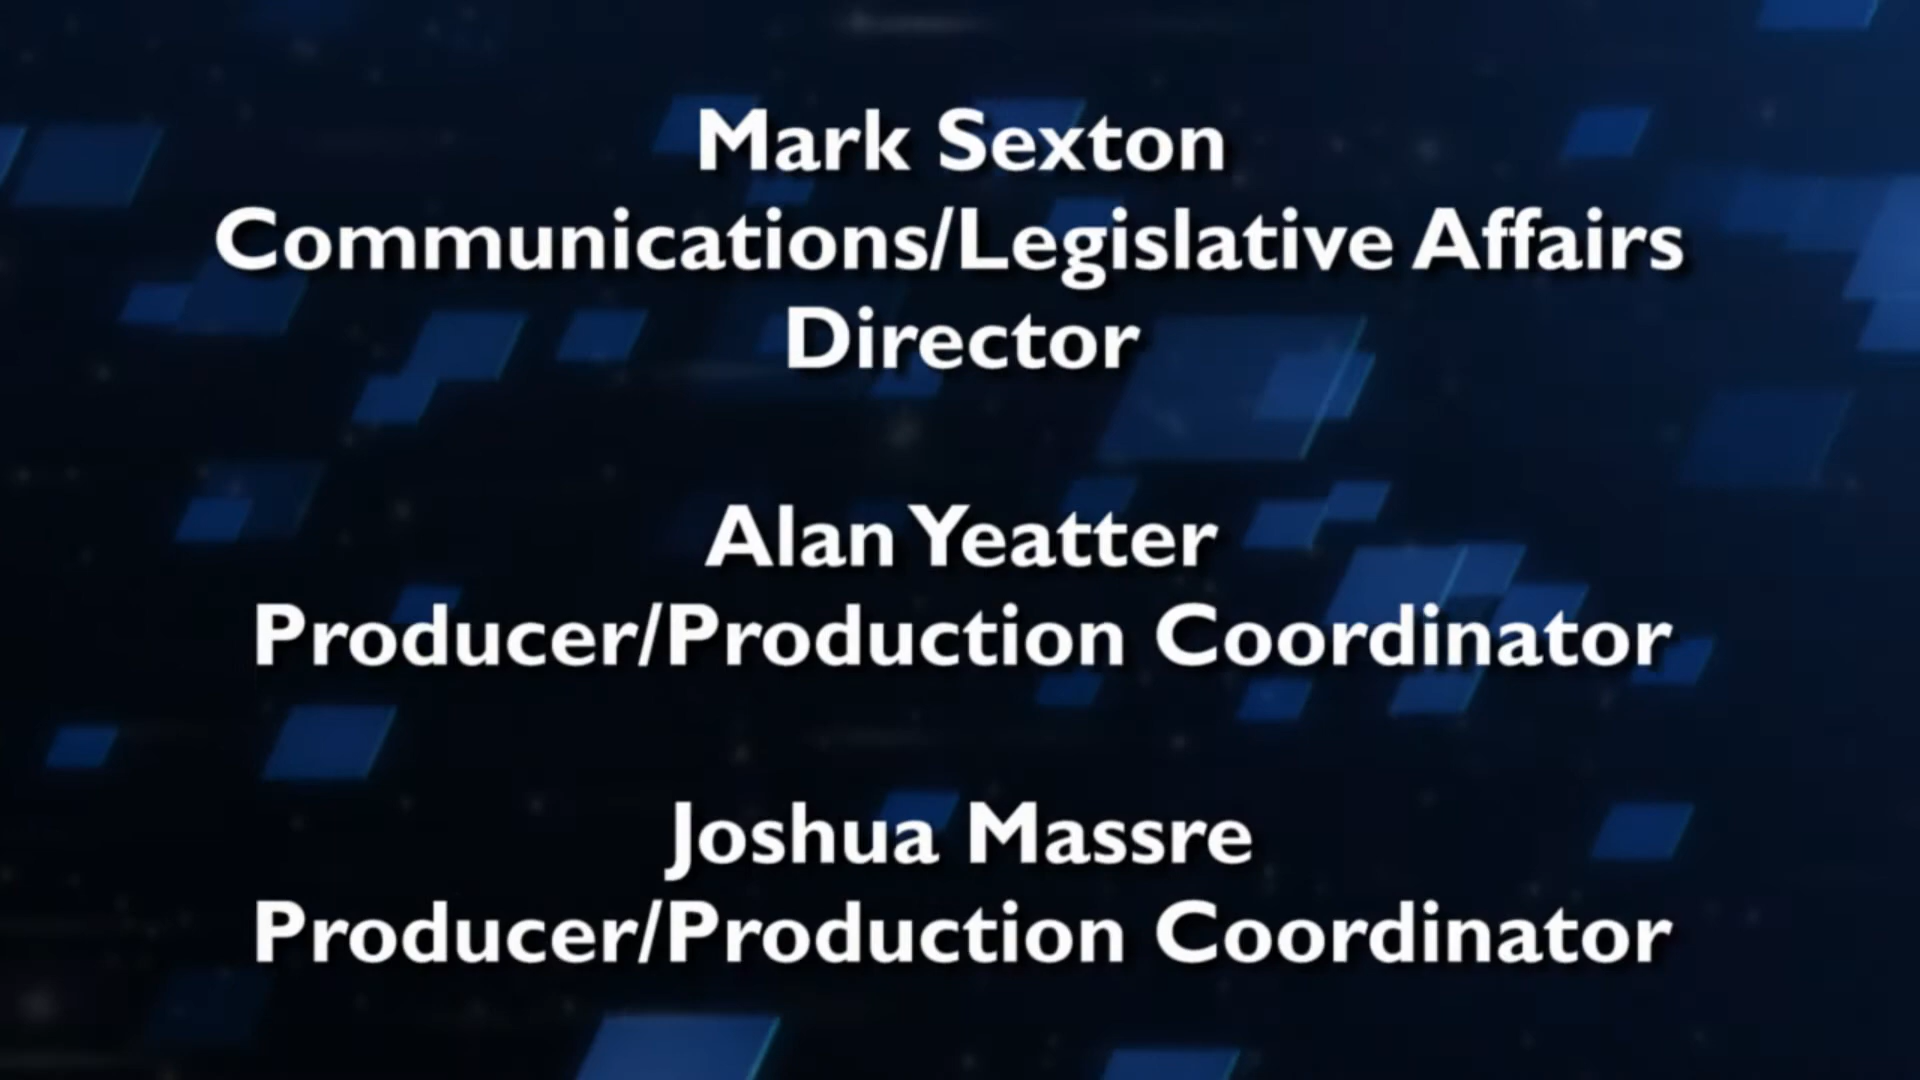 Mark Sexton
Communications/Legislative Affairs
Director
Alan Yeatter
Producer/Production Coordinator
Joshua Massre
Producer/Production Coordinator